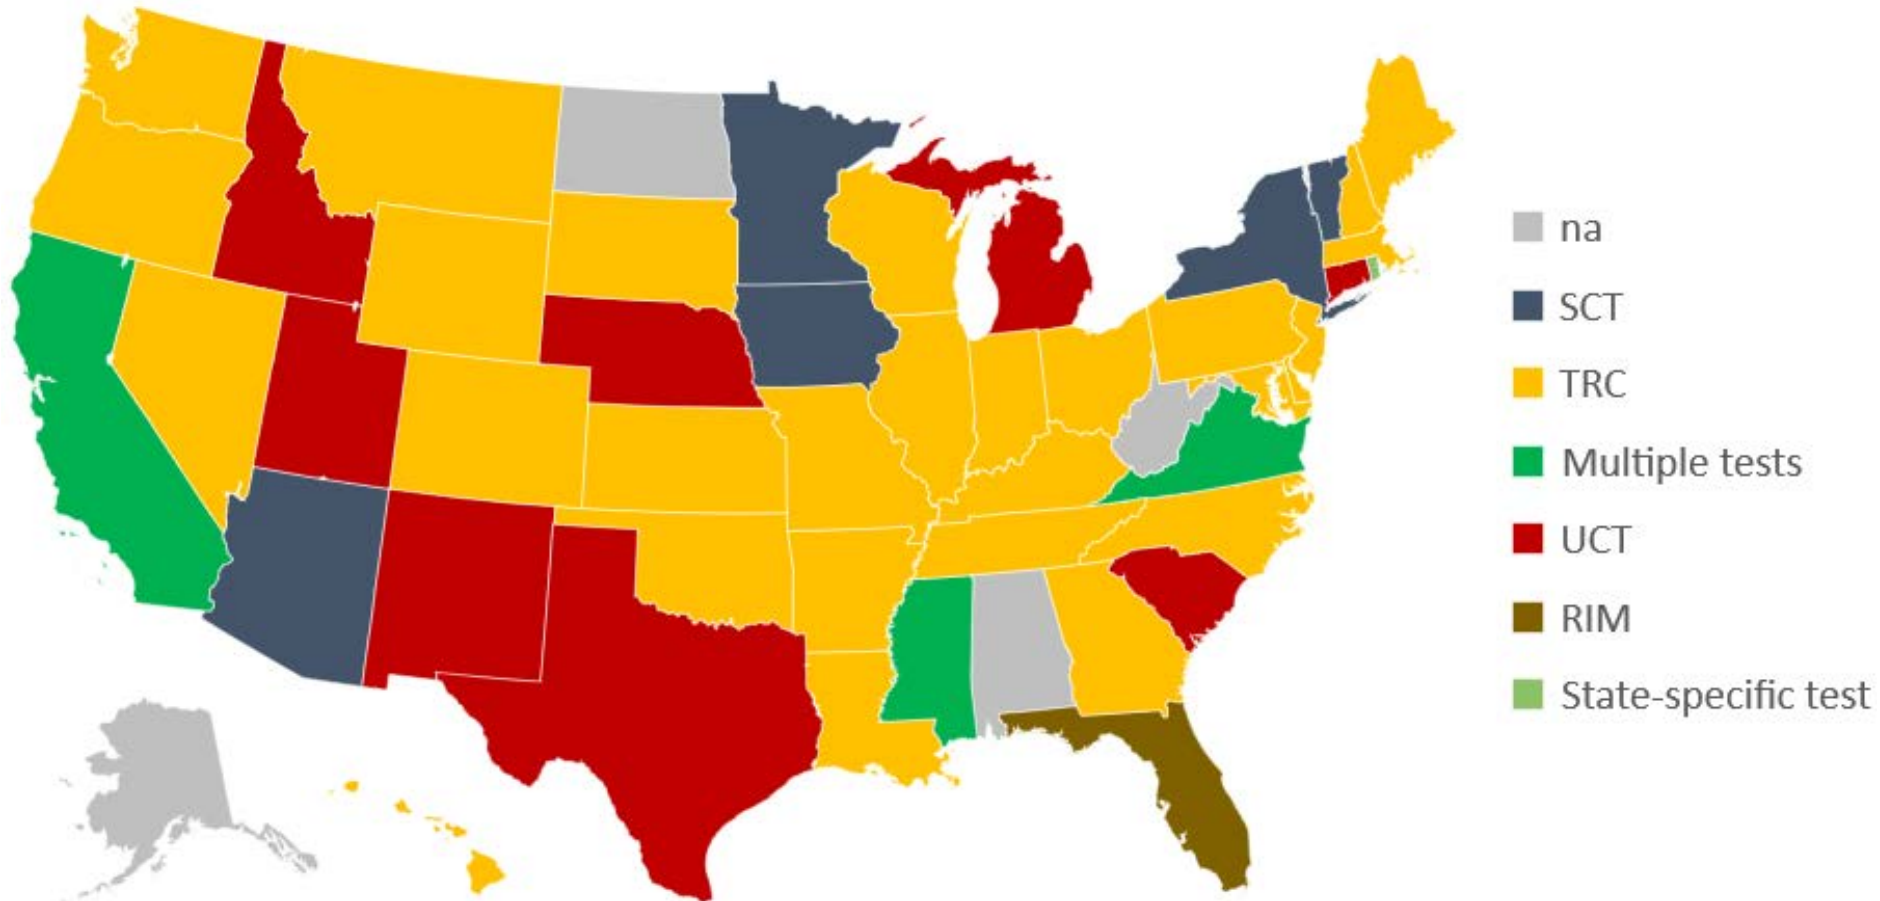 na
SCT
TRC
Multiple tests
UCT
RIM
State-specific test